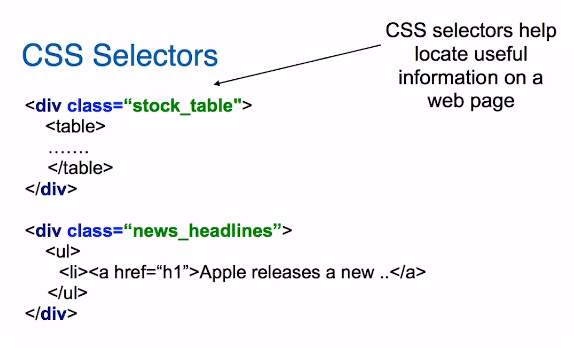 CSS selectors help
locate useful
information on a
web page
CSS Selectors
<div class=“stock_table">
<table>
.......
</table>
</div>
<div class=“news_headlines”>
<ul>
<li><a href=“h1”>Apple releases a new ..</a>
</ul>
</div>